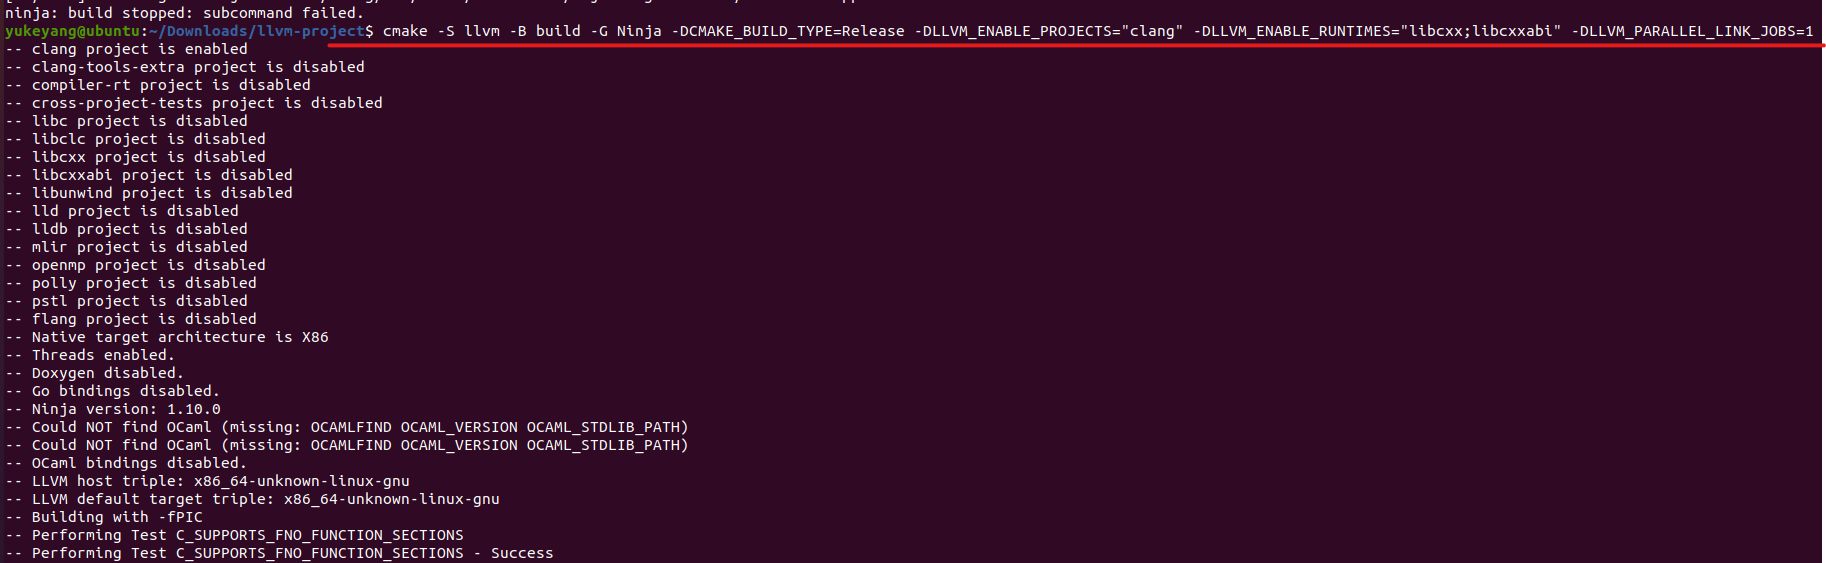 ninja: build stopped: subcommand failed.
yukeyang@ubuntu:~/Downloads/llvm-project$ cmake -S llvm -B build -G Ninja -DCMAKE_BUILD_TYPE=Release -DLLVM_ENABLE_PROJECTS="clang" -DLLVM_ENABLE_RUNTIMES="libcxx;libcxxabi" -DLLVM_PARALLEL_LINK_JOBS=1
-- clang project is enabled
-- clang-tools-extra project is disabled
-- compiler-rt project is disabled
-- cross-project-tests project is disabled
-- libc project is disabled
-- libclc project is disabled
-- libcxx project is disabled
-- libcxxabi project is disabled
-- libunwind project is disabled
-- lld project is disabled
-- lldb project is disabled
-- mlir project is disabled
-- openmp project is disabled
-- polly project is disabled
-- pstl project is disabled
-- flang project is disabled
-- Native target architecture is X86
-- Threads enabled.
-- Doxygen disabled.
-- Go bindings disabled.
-- Ninja version: 1.10.0
-- Could NOT find OCaml (missing: OCAMLFIND OCAML_VERSION OCAML_STDLIB_PATH)
-- Could NOT find OCaml (missing: OCAMLFIND OCAML_VERSION OCAML_STDLIB_PATH)
-- OCaml bindings disabled.
-- LLVM host triple: x86_64-unknown-linux-gnu
-- LLVM default target triple: x86_64-unknown-linux-gnu
-- Building with -fPIC
-- Performing Test C_SUPPORTS_FNO_FUNCTION_SECTIONS
-- Performing Test C_SUPPORTS_FNO_FUNCTION_SECTIONS - Success